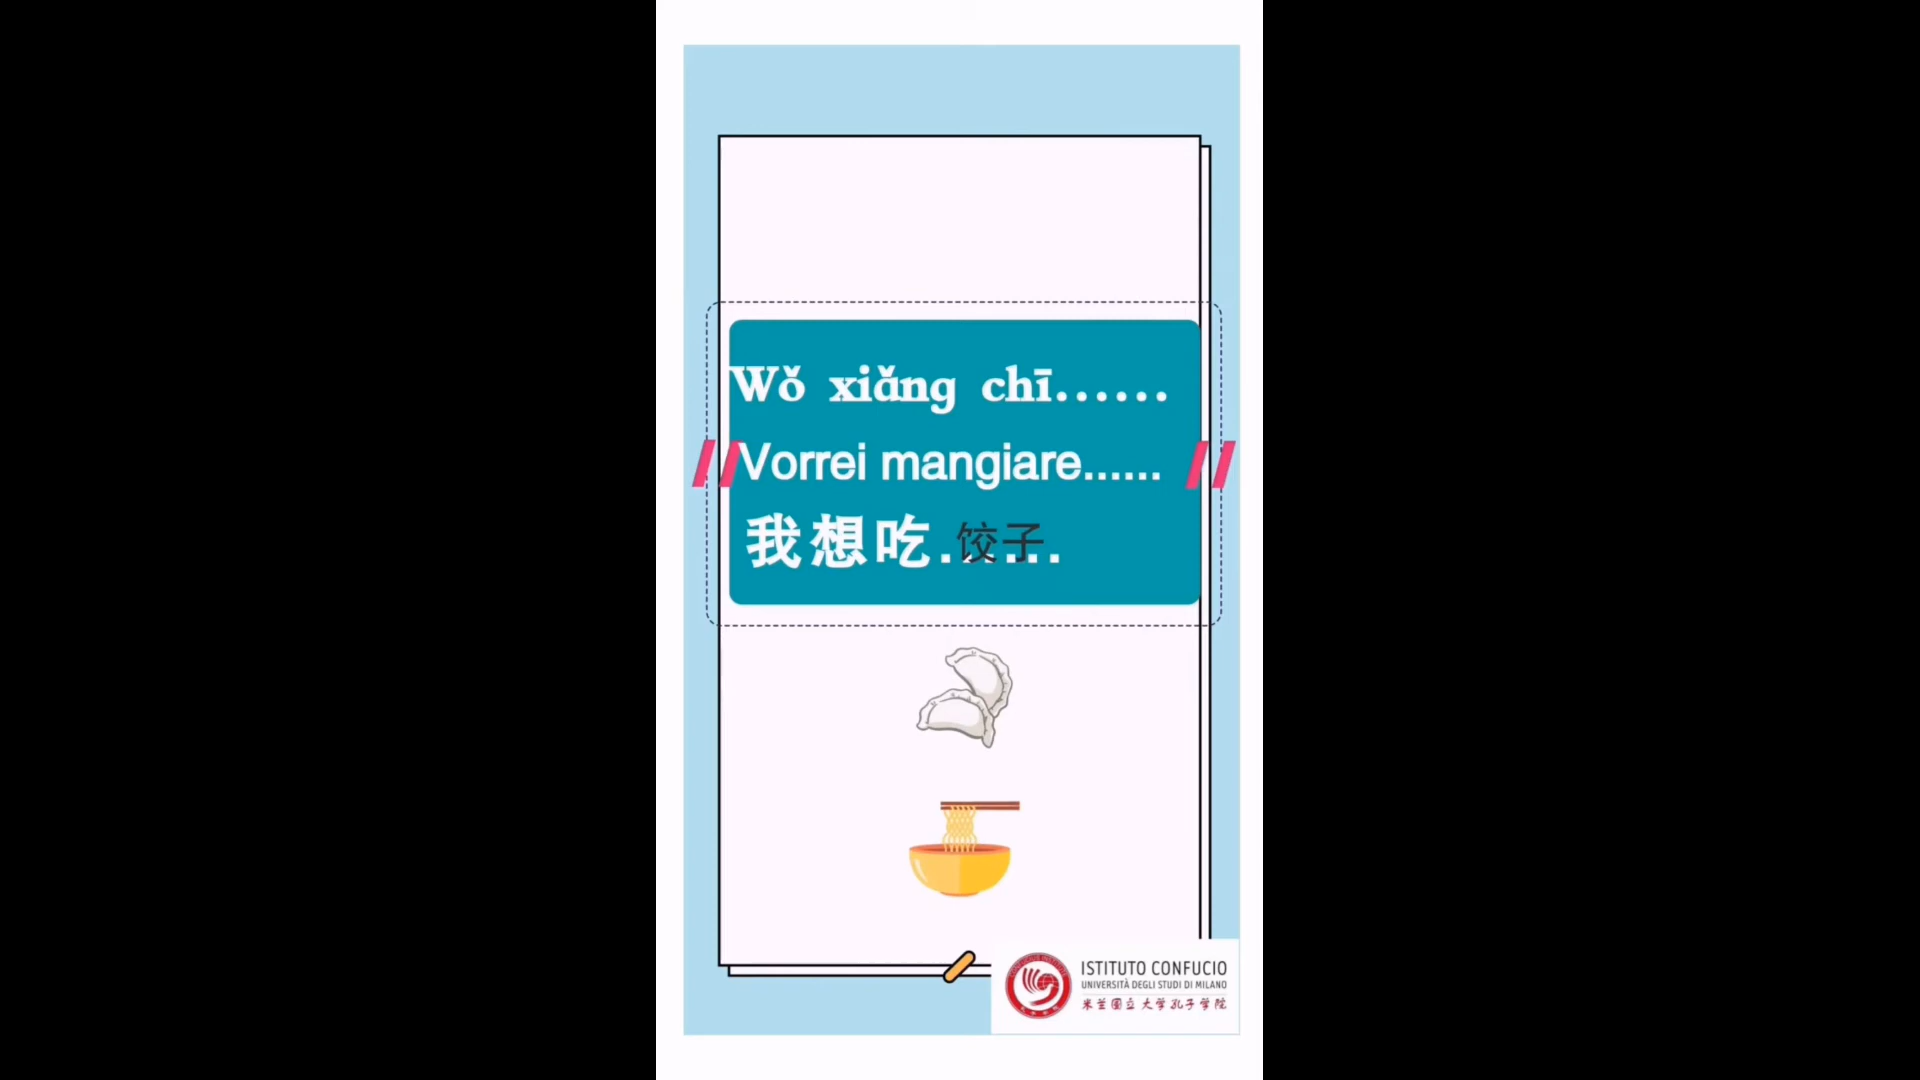 Wǒ xiǎng chī......
Vorrei mangiare......
我想吃......
饺子
ISTITUTO CONFUCIO
UNIVERSITÀ DEGLI STUDI DI MILANO
米兰国立大学孔子学院